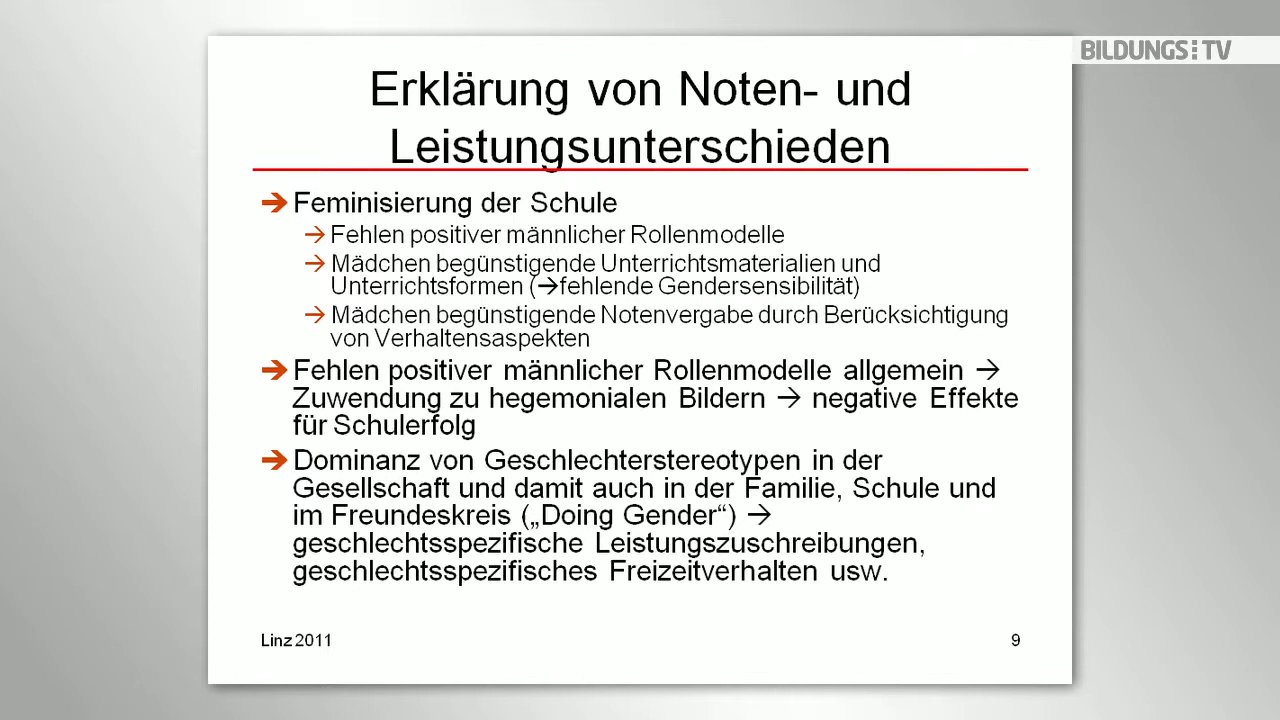 BILDUNGS TV
Erklärung von Noten- und
Leistungsunterschieden
➔ Feminisierung der Schule
→ Fehlen positiver männlicher Rollenmodelle
→ Mädchen begünstigende Unterrichtsmaterialien und
Unterrichtsformen (→fehlende Gendersensibilität)
→ Mädchen begünstigende Notenvergabe durch Berücksichtigung
von Verhaltensaspekten
➔ Fehlen positiver männlicher Rollenmodelle allgemein →
Zuwendung zu hegemonialen Bildern → negative Effekte
für Schulerfolg
➔ Dominanz von Geschlechterstereotypen in der
Gesellschaft und damit auch in der Familie, Schule und
im Freundeskreis („Doing Gender“) →
geschlechtsspezifische Leistungszuschreibungen,
geschlechtsspezifisches Freizeitverhalten usw.
Linz 2011
9